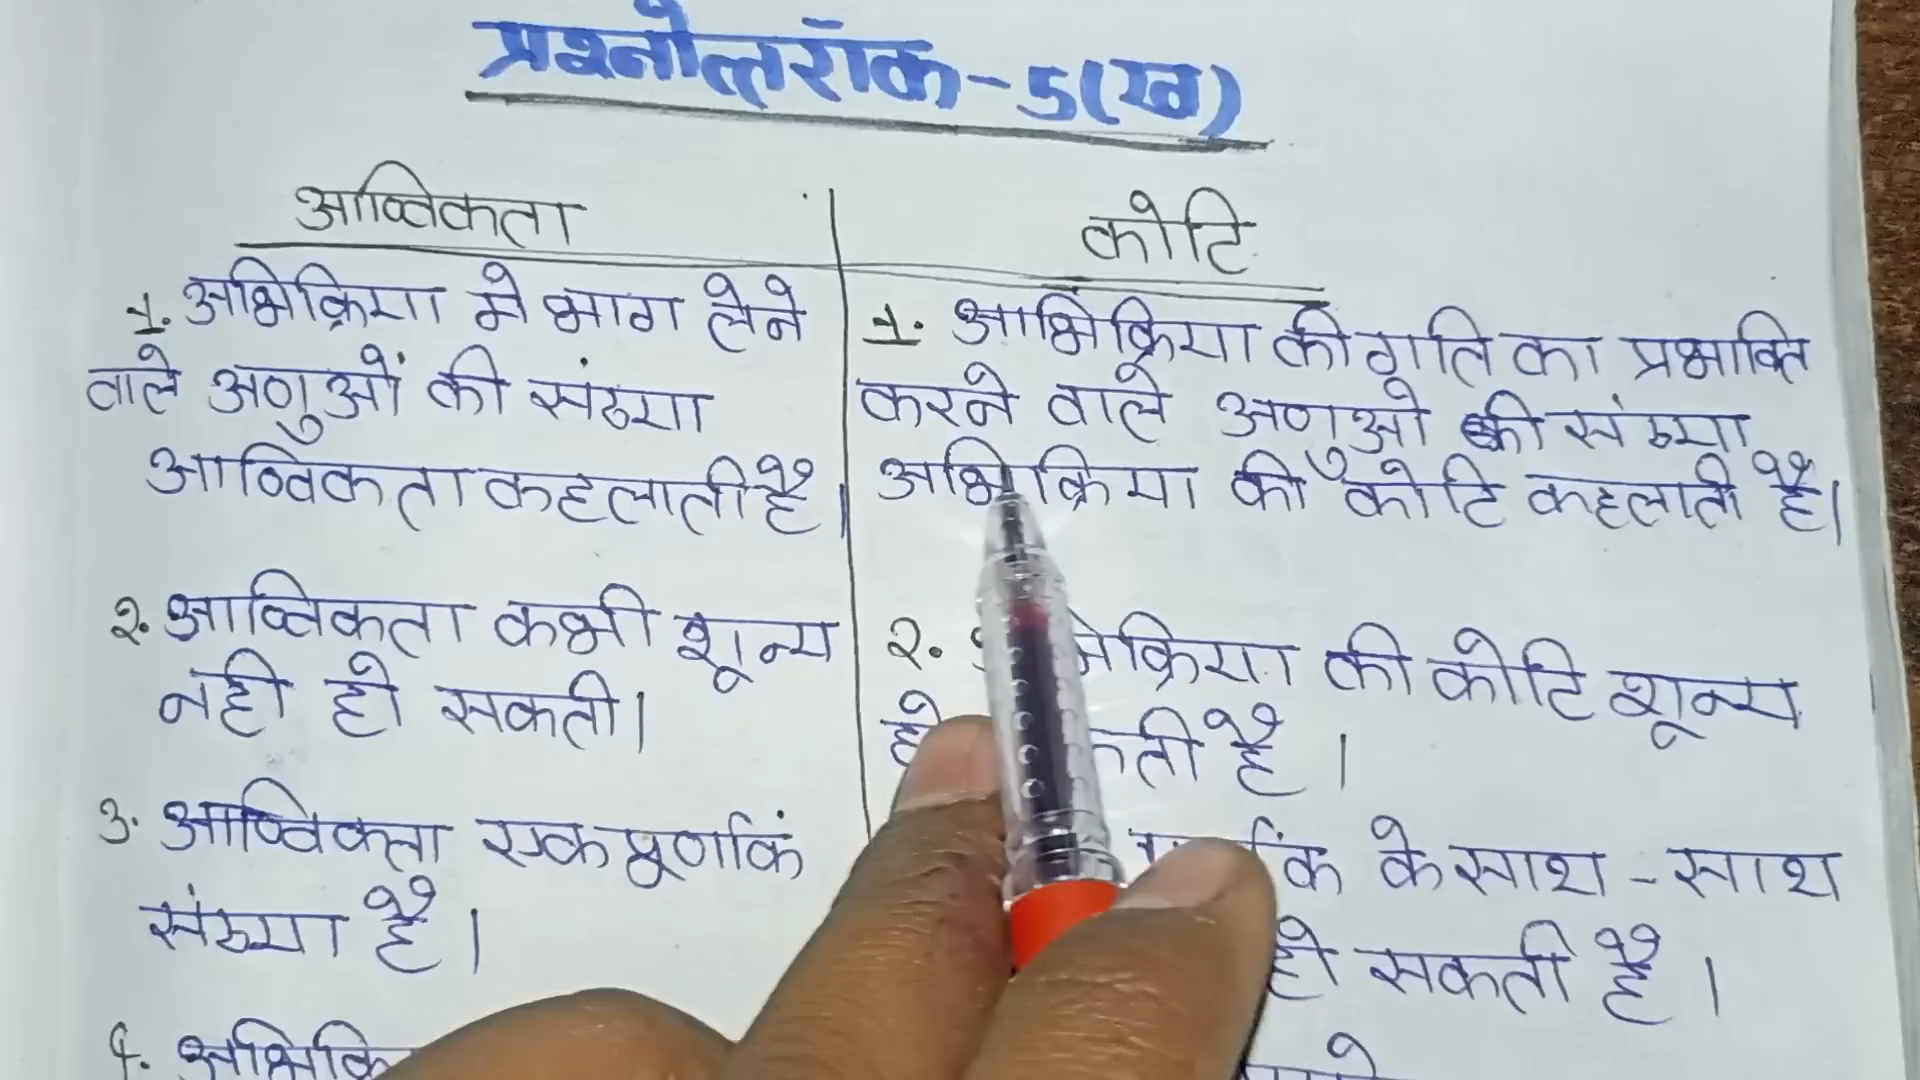 प्रश्नोत्तरॉक-5(ख)
आण्विकता
1. अभिक्रिया मे भाग लेने
वाले अणुओं की संख्या
आण्विकता कहलाती है।
2. आण्विकता कभी शून्य
नही हो सकती।
3. आण्विकता एक पूर्णांक
संख्या है।
4.
कोटि
1. अभिक्रिया की गति का प्रभावित
करने वाले अणुओ की संख्या
अभिक्रिया की कोटि कहलाती है।
2. की कोटि शून्य
है।
के साथ-साथ
हो सकती है।